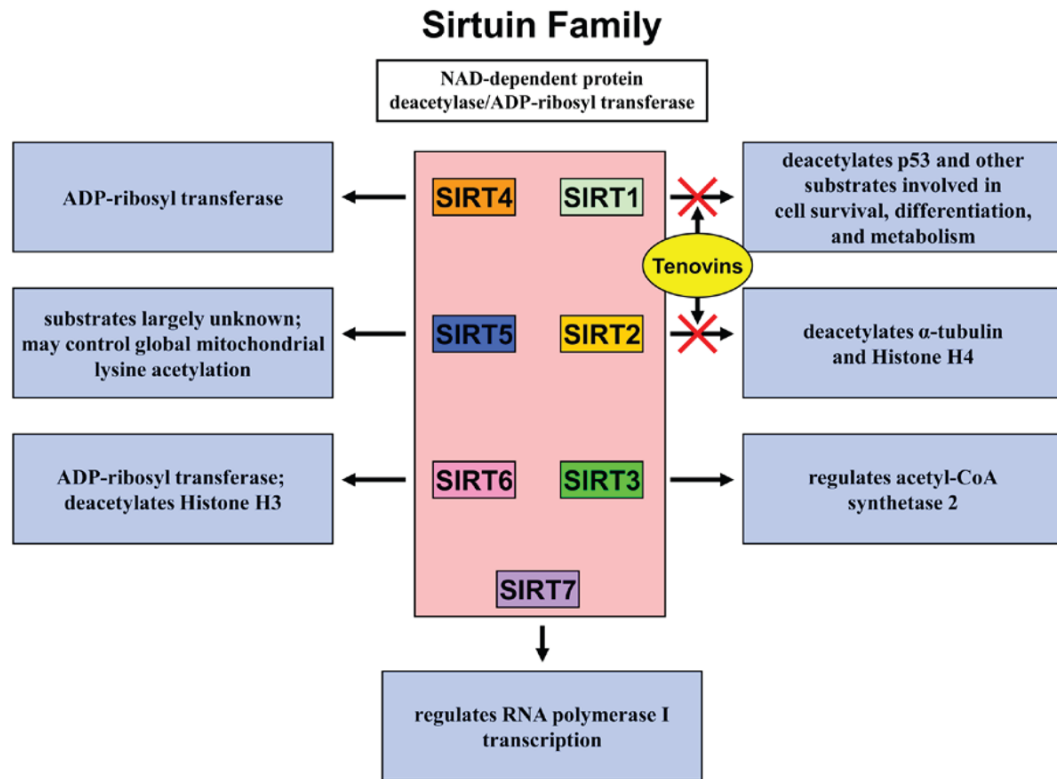 Sirtuin Family
NAD-dependent protein
deacetylase/ADP-ribosyl transferase
ADP-ribosyl transferase
SIRT4
SIRT1
deacetylates p53 and other
substrates involved in
cell survival, differentiation,
and metabolism
Tenovins
substrates largely unknown;
may control global mitochondrial
lysine acetylation
SIRT5
SIRT2
deacetylates α-tubulin
and Histone H4
ADP-ribosyl transferase;
deacetylates Histone H3
SIRT6
SIRT3
regulates acetyl-CoA
synthetase 2
SIRT7
regulates RNA polymerase I
transcription